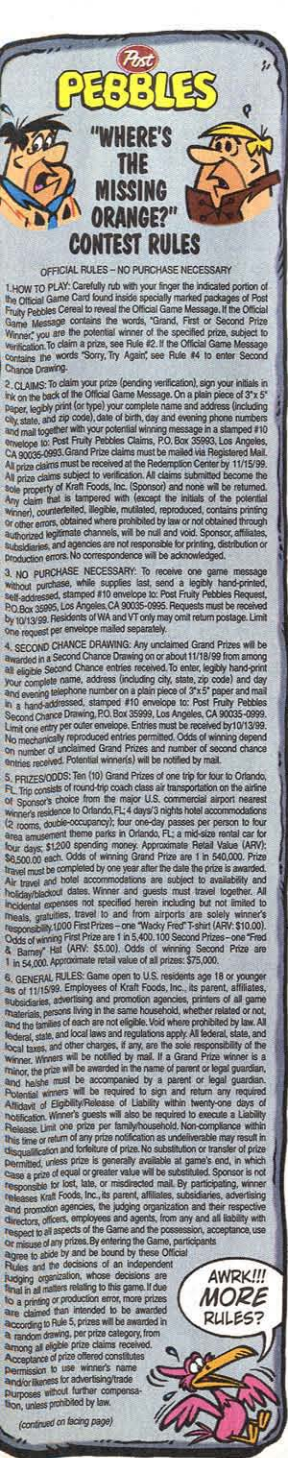 Post
PEBBLES
"WHERE'S
THE
MISSING
ORANGE?"
CONTEST RULES
OFFICIAL RULES – NO PURCHASE NECESSARY
1. HOW TO PLAY: Carefully rub with your finger the indicated portion of
the Official Game Card found inside specially marked packages of Post
Fruity Pebbles Cereal to reveal the Official Game Message. If the Official
Game Message contains the words, "Grand, First or Second Prize
Winner," you are the potential winner of the specified prize, subject to
verification. To claim a prize, see Rule #2. If the Official Game Message
contains the words "Sorry, Try Again," see Rule #4 to enter Second
Chance Drawing.
2. CLAIMS: To claim your prize (pending verification), sign your initials in
ink on the back of the Official Game Message. On a plain piece of 3"x 5"
paper, legibly print (or type) your complete name and address (including
city, state, and zip code), date of birth, day and evening phone numbers
and mail together with your potential winning message in a stamped #10
envelope to: Post Fruity Pebbles Claims, P.O. Box 35993, Los Angeles,
CA 90035-0993. Grand Prize claims must be mailed via Registered Mail.
All prize claims must be received at the Redemption Center by 11/15/99.
All prize claims subject to verification. All claims submitted become the
sole property of Kraft Foods, Inc. (Sponsor) and none will be returned.
Any claim that is tampered with (except the initials of the potential
winner), counterfeited, illegible, mutilated, reproduced, contains printing
or other errors, obtained where prohibited by law or not obtained through
authorized legitimate channels, will be null and void. Sponsor, affiliates,
subsidiaries, and agencies are not responsible for printing, distribution or
production errors. No correspondence will be acknowledged.
3. NO PURCHASE NECESSARY: To receive one game message
without purchase, while supplies last, send a legibly hand-printed,
self-addressed, stamped #10 envelope to: Post Fruity Pebbles Request,
P.O. Box 35995, Los Angeles, CA 90035-0995. Requests must be received
by 10/13/99. Residents of WA and VT only may omit return postage. Limit
one request per envelope mailed separately.
4. SECOND CHANCE DRAWING: Any unclaimed Grand Prizes will be
awarded in a Second Chance Drawing on or about 11/18/99 from among
all eligible Second Chance entries received. To enter, legibly hand-print
your complete name, address (including city, state, zip code) and day
and evening telephone number on a plain piece of 3"x 5" paper and mail
in a hand-addressed, stamped #10 envelope to: Post Fruity Pebbles
Second Chance Drawing, P.O. Box 35999, Los Angeles, CA 90035-0999.
Limit one entry per outer envelope. Entries must be received by 10/13/99.
No mechanically reproduced entries permitted. Odds of winning depend
on number of unclaimed Grand Prizes and number of second chance
entries received. Potential winner(s) will be notified by mail.
5. PRIZES/ODDS: Ten (10) Grand Prizes of one trip for four to Orlando,
FL. Trip consists of round-trip coach class air transportation on the airline
of Sponsor's choice from the major U.S. commercial airport nearest
winner's residence to Orlando, FL; 4 days/3 nights hotel accommodations
(2 rooms, double-occupancy); four one-day passes per person to four
area amusement theme parks in Orlando, FL; a mid-size rental car for
four days; $1,200 spending money. Approximate Retail Value (ARV):
$6,500.00 each. Odds of winning Grand Prize are 1 in 540,000. Prize
travel must be completed by one year after the date the prize is awarded.
Air travel and hotel accommodations are subject to availability and
holiday/blackout dates. Winner and guests must travel together. All
incidental expenses not specified herein including but not limited to
meals, gratuities, travel to and from airports are solely winner's
responsibility. 1,000 First Prizes – one "Wacky Fred" T-shirt (ARV: $10.00).
Odds of winning First Prize are 1 in 5,400. 100 Second Prizes – one "Fred
& Barney" Hat (ARV: $5.00). Odds of winning Second Prize are
1 in 54,000. Approximate retail value of all prizes: $75,000.
6. GENERAL RULES: Game open to U.S. residents age 18 or younger
as of 11/15/99. Employees of Kraft Foods, Inc., its parent, affiliates,
subsidiaries, advertising and promotion agencies, printers of all game
materials, persons living in the same household, whether related or not,
and the families of each are not eligible. Void where prohibited by law. All
federal, state, and local laws and regulations apply. All federal, state, and
local taxes, and other charges, if any, are the sole responsibility of the
winner. Winners will be notified by mail. If a Grand Prize winner is a
minor, the prize will be awarded in the name of parent or legal guardian,
and he/she must be accompanied by a parent or legal guardian.
Potential winners will be required to sign and return any required
Affidavit of Eligibility/Release of Liability within twenty-one days of
notification. Winner's guests will also be required to execute a Liability
Release. Limit one prize per family/household. Non-compliance within
this time or return of any prize notification as undeliverable may result in
disqualification and forfeiture of prize. No substitution or transfer of prize
permitted, unless prize is generally available at game's end, in which
case a prize of equal or greater value will be substituted. Sponsor is not
responsible for lost, late, or misdirected mail. By participating, winner
releases Kraft Foods, Inc., its parent, affiliates, subsidiaries, advertising
and promotion agencies, the judging organization and their respective
directors, officers, employees and agents, from any and all liability with
respect to all aspects of the Game and the possession, acceptance, use
or misuse of any prizes. By entering the Game, participants
agree to abide by and be bound by these Official
Rules and the decisions of an independent
judging organization, whose decisions are
final in all matters relating to this game. If due
to a printing or production error, more prizes
are claimed than intended to be awarded
according to Rule 5, prizes will be awarded in
a random drawing, per prize category, from
among all eligible prize claims received.
Acceptance of prize offered constitutes
permission to use winner's name
and/or likeness for advertising/trade
purposes without further compensa-
tion, unless prohibited by law.
(continued on facing page)
AWRK!!!
MORE
RULES?